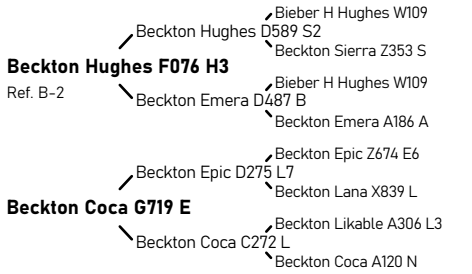 Bieber H Hughes W109
Beckton Hughes D589 S2
Beckton Sierra Z353 S
Beckton Hughes F076 H3
Ref. B-2
Bieber H Hughes W109
Beckton Emera D487 B
Beckton Emera A186 A
Beckton Epic Z674 E6
Beckton Epic D275 L7
Beckton Lana X839 L
Beckton Coca G719 E
Beckton Likable A306 L3
Beckton Coca C272 L
Beckton Coca A120 N